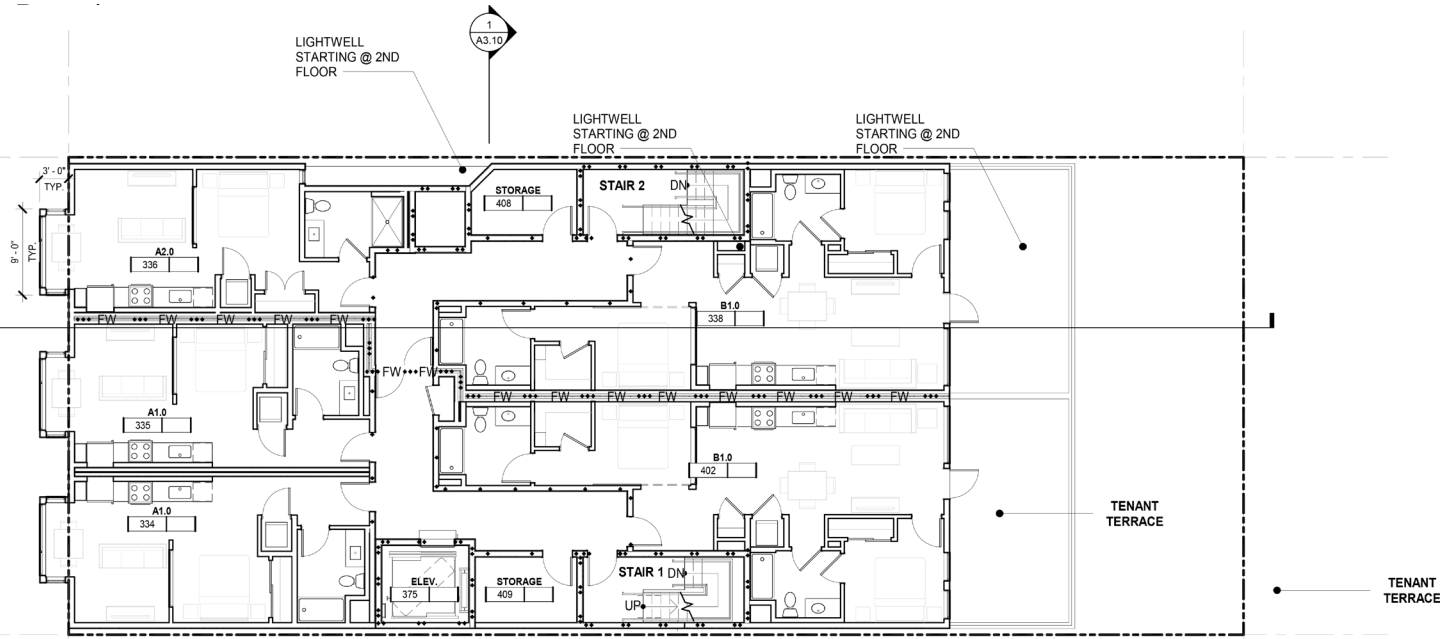 1
A3.10
LIGHTWELL
STARTING @ 2ND
FLOOR
LIGHTWELL
STARTING @ 2ND
FLOOR
LIGHTWELL
STARTING @ 2ND
FLOOR
3' - 0"
TYP.
9' - 0"
TYP.
STORAGE
408
STAIR 2
DN
A2.0
336
B1.0
338
FW FW FW FW FW
FW FW
FW FW FW FW FW FW FW FW
A1.0
335
B1.0
402
A1.0
334
TENANT
TERRACE
ELEV.
375
STORAGE
409
STAIR 1
DN
UP
TENANT
TERRACE